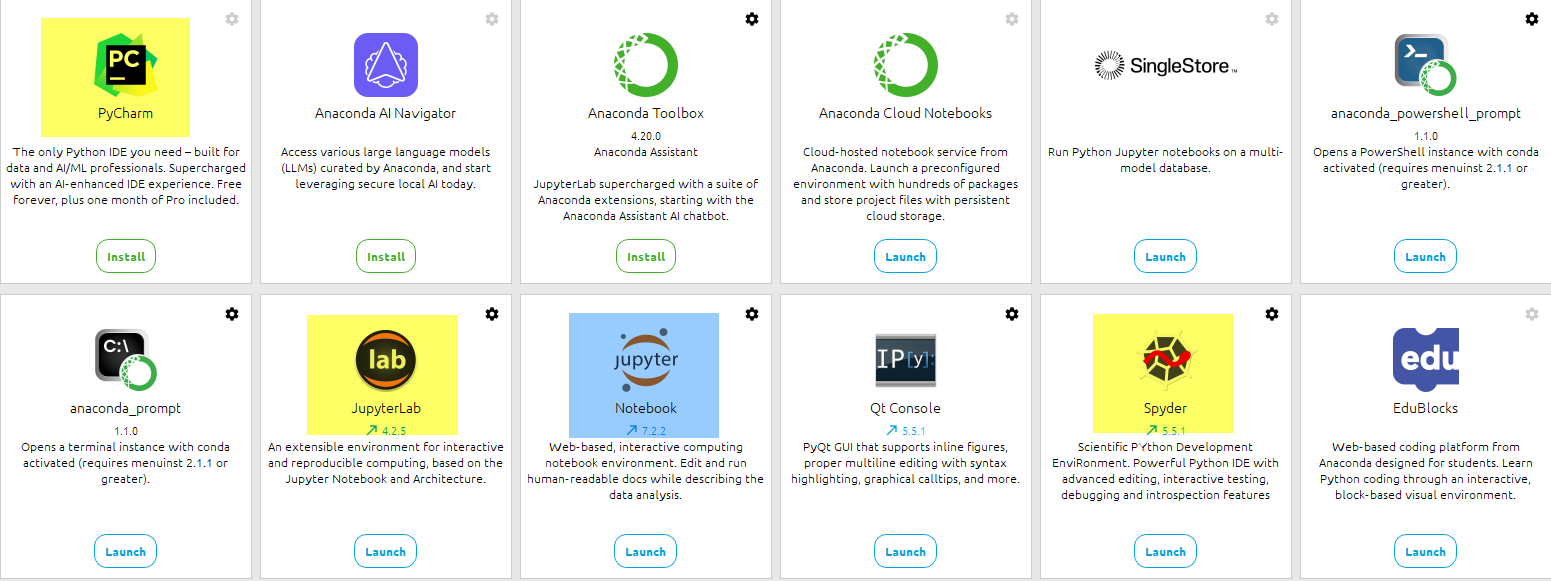 PC
PyCharm
The only Python IDE you need – built for
data and AI/ML professionals. Supercharged
with an AI-enhanced IDE experience. Free
forever, plus one month of Pro included.
Install
Anaconda AI Navigator
Access various large language models
(LLMs) curated by Anaconda, and start
leveraging secure local AI today.
Install
Anaconda Toolbox
4.20.0
Anaconda Assistant
JupyterLab supercharged with a suite of
Anaconda extensions, starting with the
Anaconda Assistant AI chatbot.
Install
Anaconda Cloud Notebooks
Cloud-hosted notebook service from
Anaconda. Launch a preconfigured
environment with hundreds of packages
and store project files with persistent
cloud storage.
Launch
SingleStore™
Run Python Jupyter notebooks on a multi-
model database.
Launch
anaconda_powershell_prompt
1.1.0
Opens a PowerShell instance with conda
activated (requires menuinst 2.1.1 or
greater).
Launch
C:\
anaconda_prompt
1.1.0
Opens a terminal instance with conda
activated (requires menuinst 2.1.1 or
greater).
Launch
lab
JupyterLab
4.2.5
An extensible environment for interactive
and reproducible computing, based on the
Jupyter Notebook and Architecture.
Launch
jupyter
Notebook
7.2.2
Web-based, interactive computing
notebook environment. Edit and run
human-readable docs while describing the
data analysis.
Launch
IP[y]:
Qt Console
5.5.1
PyQt GUI that supports inline figures,
proper multiline editing with syntax
highlighting, graphical calltips, and more.
Launch
Spyder
5.5.1
Scientific PYthon Development
EnviRonment. Powerful Python IDE with
advanced editing, interactive testing,
debugging and introspection features
Launch
edu
EduBlocks
Web-based coding platform from
Anaconda designed for students. Learn
Python coding through an interactive,
block-based visual environment.
Launch